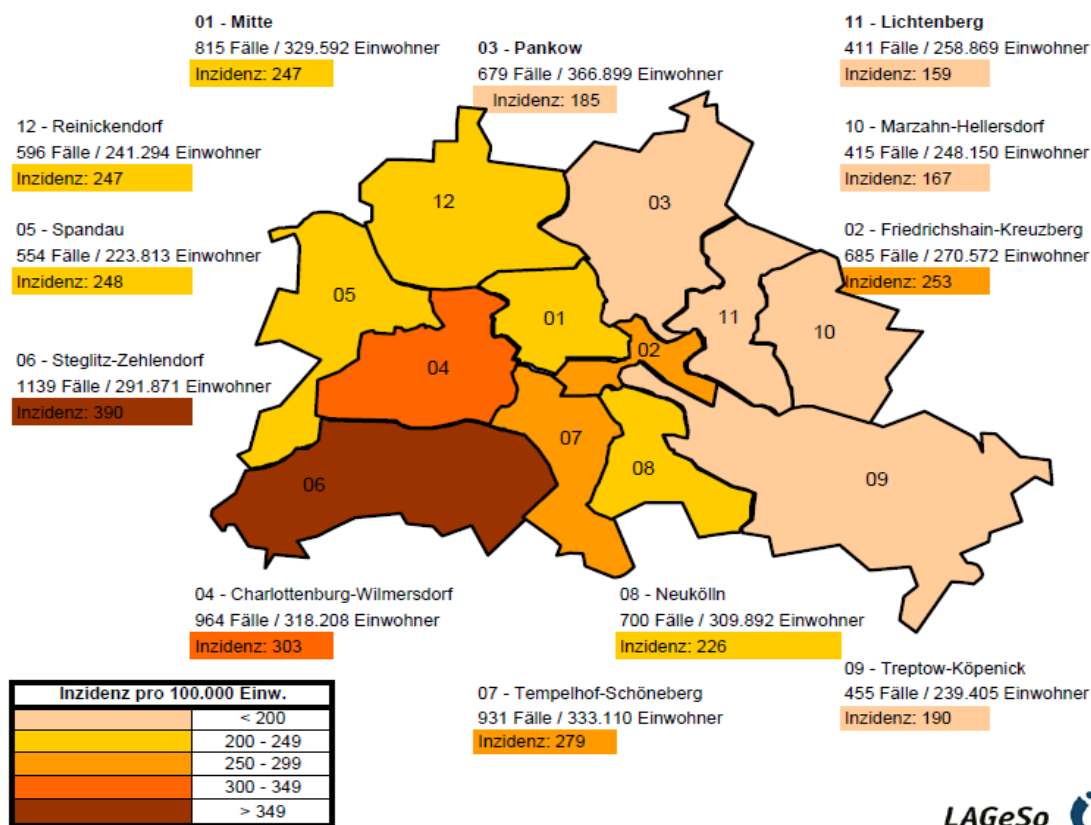 01 - Mitte
815 Fälle / 329.592 Einwohner
Inzidenz: 247
03 - Pankow
679 Fälle / 366.899 Einwohner
Inzidenz: 185
11 - Lichtenberg
411 Fälle / 258.869 Einwohner
Inzidenz: 159
12 - Reinickendorf
596 Fälle / 241.294 Einwohner
Inzidenz: 247
10 - Marzahn-Hellersdorf
415 Fälle / 248.150 Einwohner
Inzidenz: 167
05 - Spandau
554 Fälle / 223.813 Einwohner
Inzidenz: 248
02 - Friedrichshain-Kreuzberg
685 Fälle / 270.572 Einwohner
Inzidenz: 253
06 - Steglitz-Zehlendorf
1139 Fälle / 291.871 Einwohner
Inzidenz: 390
12
03
05
01
11
10
02
04
07
08
09
06
04 - Charlottenburg-Wilmersdorf
964 Fälle / 318.208 Einwohner
Inzidenz: 303
08 - Neukölln
700 Fälle / 309.892 Einwohner
Inzidenz: 226
07 - Tempelhof-Schöneberg
931 Fälle / 333.110 Einwohner
Inzidenz: 279
09 - Treptow-Köpenick
455 Fälle / 239.405 Einwohner
Inzidenz: 190
Inzidenz pro 100.000 Einw.
< 200
200 - 249
250 - 299
300 - 349
> 349
LAGeSo